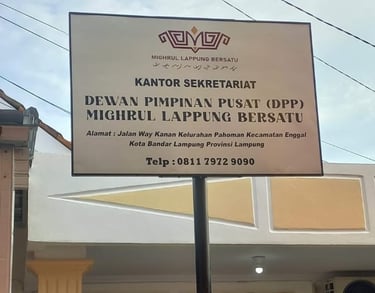 MIGHRUL LAPPUNG BERSATU
KANTOR SEKRETARIAT
DEWAN PIMPINAN PUSAT (DPP)
MIGHRUL LAPPUNG BERSATU
Alamat : Jalan Way Kanan Kelurahan Pahoman Kecamatan Enggal
Kota Bandar Lampung Provinsi Lampung
Telp : 0811 7972 9090